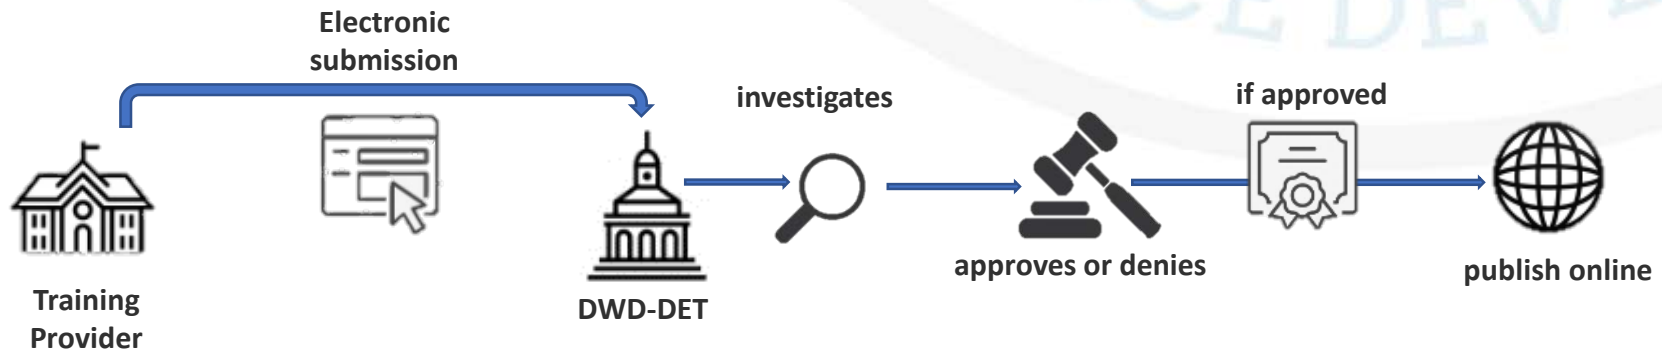 Electronic
submission
investigates
if approved
approves or denies
publish online
Training
Provider
DWD-DET